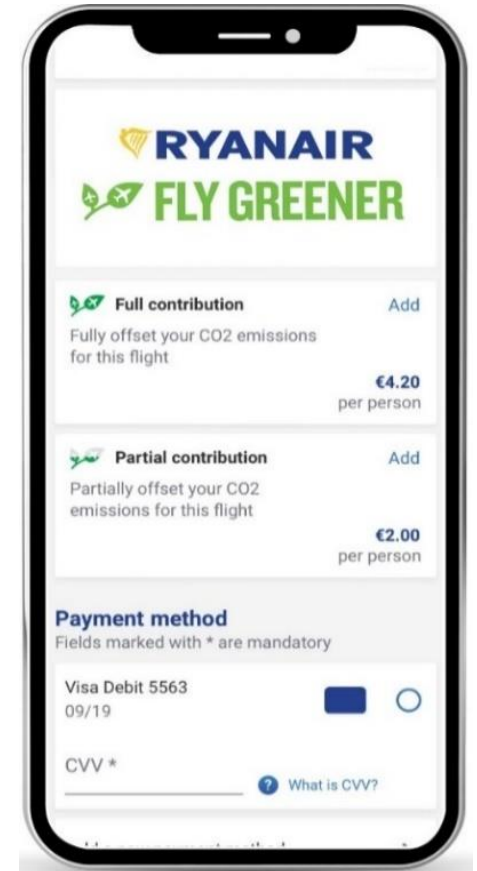 RYANAIR
FLY GREENER
Full contribution
Add
Fully offset your CO2 emissions
for this flight
€4.20
per person
Partial contribution
Add
Partially offset your CO2
emissions for this flight
€2.00
per person
Payment method
Fields marked with * are mandatory
Visa Debit 5563
09/19
CVV *
? What is CVV?